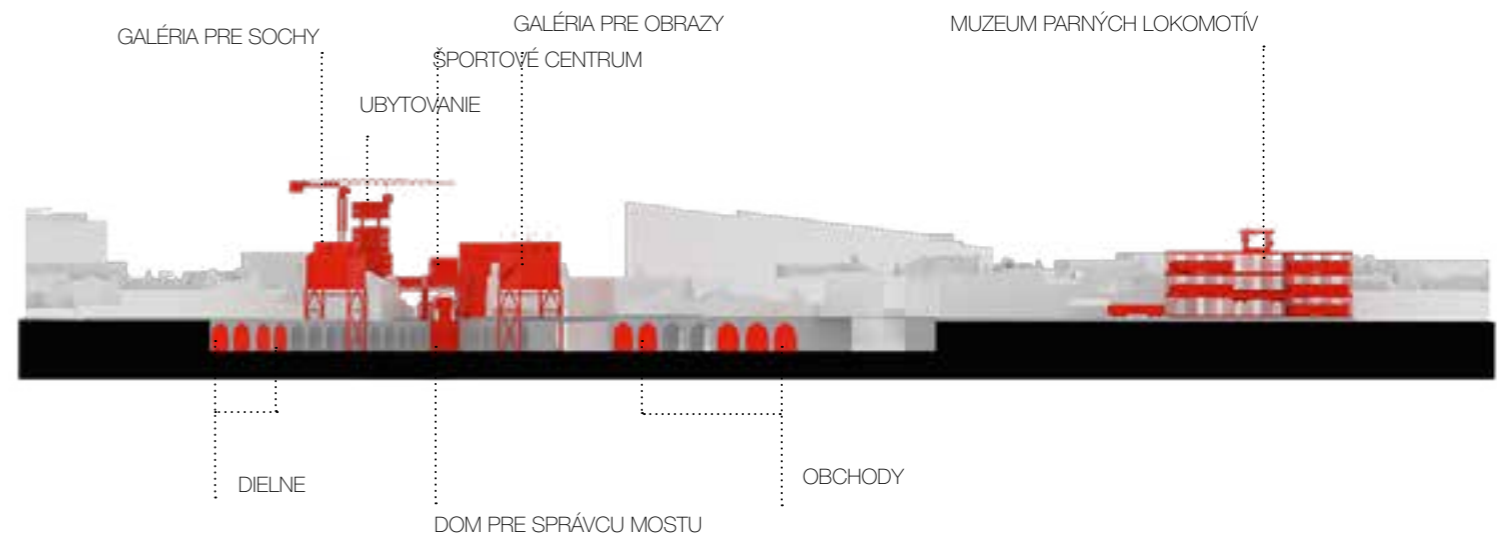 GALÉRIA PRE OBRAZY
MUZEUM PARNÝCH LOKOMOTÍV
GALÉRIA PRE SOCHY
ŠPORTOVÉ CENTRUM
UBYTOVANIE
OBCHODY
DIELNE
DOM PRE SPRÁVCU MOSTU